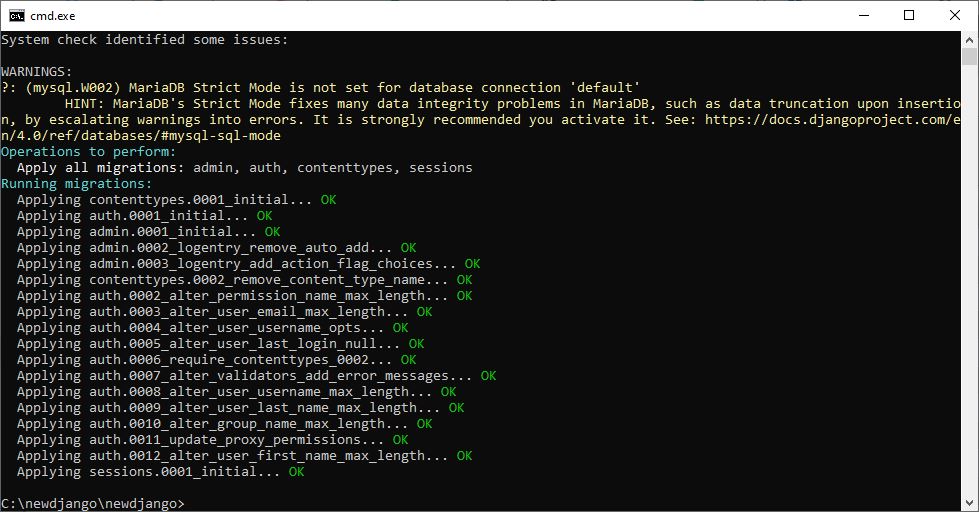 cmd.exe
System check identified some issues:
WARNINGS:
?: (mysql.W002) MariaDB Strict Mode is not set for database connection 'default'
HINT: MariaDB's Strict Mode fixes many data integrity problems in MariaDB, such as data truncation upon insertio
n, by escalating warnings into errors. It is strongly recommended you activate it. See: https://docs.djangoproject.com/e
n/4.0/ref/databases/#mysql-sql-mode
Operations to perform:
Apply all migrations: admin, auth, contenttypes, sessions
Running migrations:
Applying contenttypes.0001_initial... OK
Applying auth.0001_initial... OK
Applying admin.0001_initial... OK
Applying admin.0002_logentry_remove_auto_add... OK
Applying admin.0003_logentry_add_action_flag_choices... OK
Applying contenttypes.0002_remove_content_type_name... OK
Applying auth.0002_alter_permission_name_max_length... OK
Applying auth.0003_alter_user_email_max_length... OK
Applying auth.0004_alter_user_username_opts... OK
Applying auth.0005_alter_user_last_login_null... OK
Applying auth.0006_require_contenttypes_0002... OK
Applying auth.0007_alter_validators_add_error_messages... OK
Applying auth.0008_alter_user_username_max_length... OK
Applying auth.0009_alter_user_last_name_max_length... OK
Applying auth.0010_alter_group_name_max_length... OK
Applying auth.0011_update_proxy_permissions... OK
Applying auth.0012_alter_user_first_name_max_length... OK
Applying sessions.0001_initial... OK
C:\newdjango\newdjango>